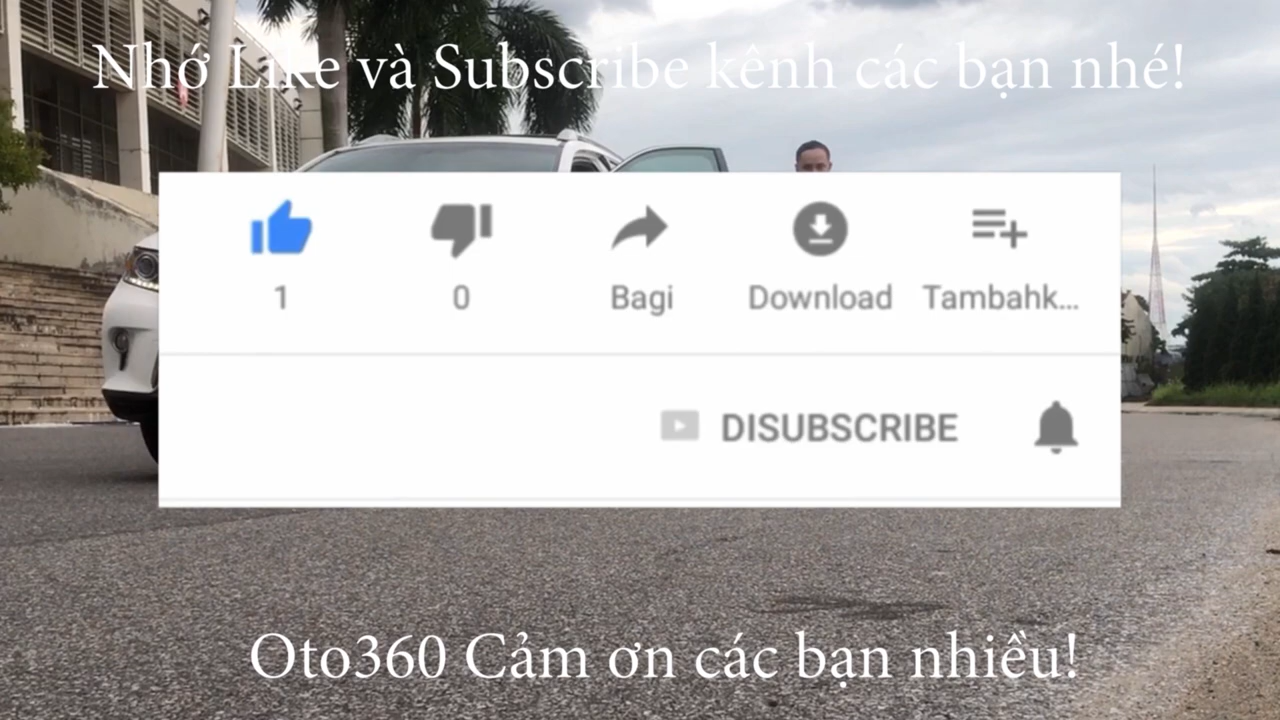 Nhớ Like và Subscribe kênh các bạn nhé!
1 0 Bagi Download Tambahk...
DISUBSCRIBE
Oto360 Cảm ơn các bạn nhiều!